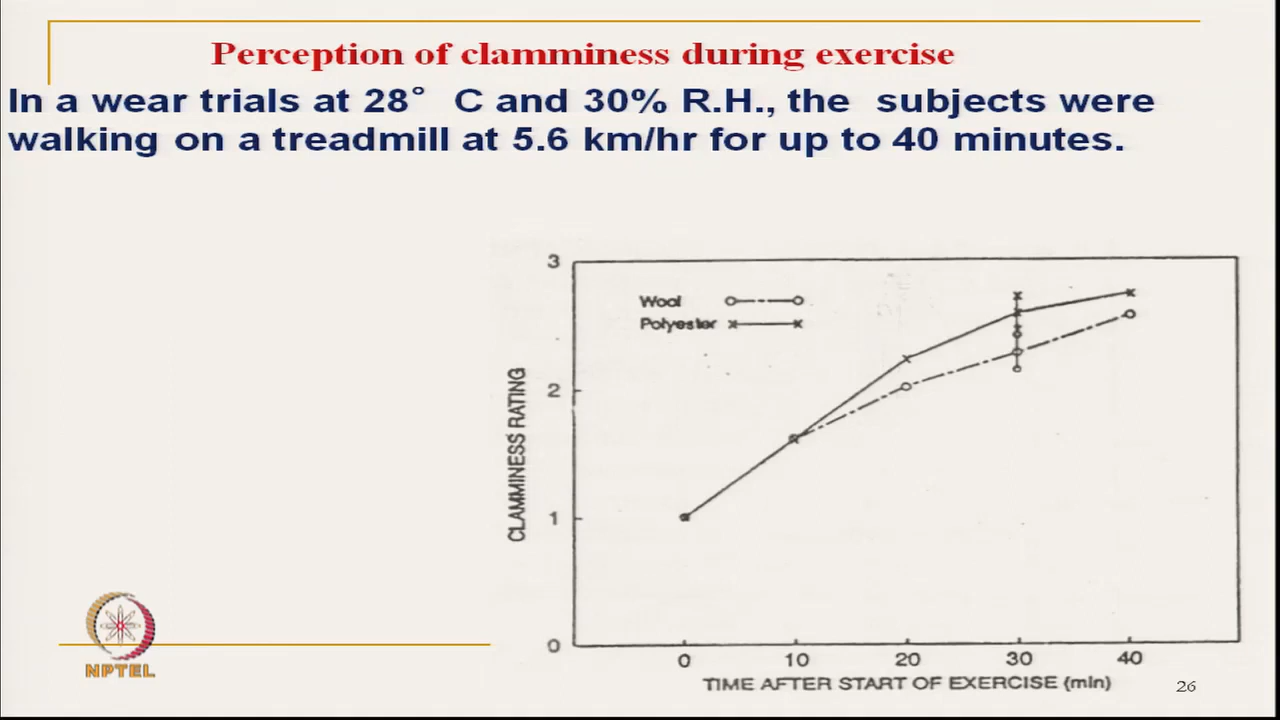 Perception of clamminess during exercise
In a wear trials at 28° C and 30% R.H., the subjects were
walking on a treadmill at 5.6 km/hr for up to 40 minutes.
3
Wool
Polyester
2
CLAMMINESS RATING
1
0
0 10 20 30 40
TIME AFTER START OF EXERCISE (min)
NPTEL
26